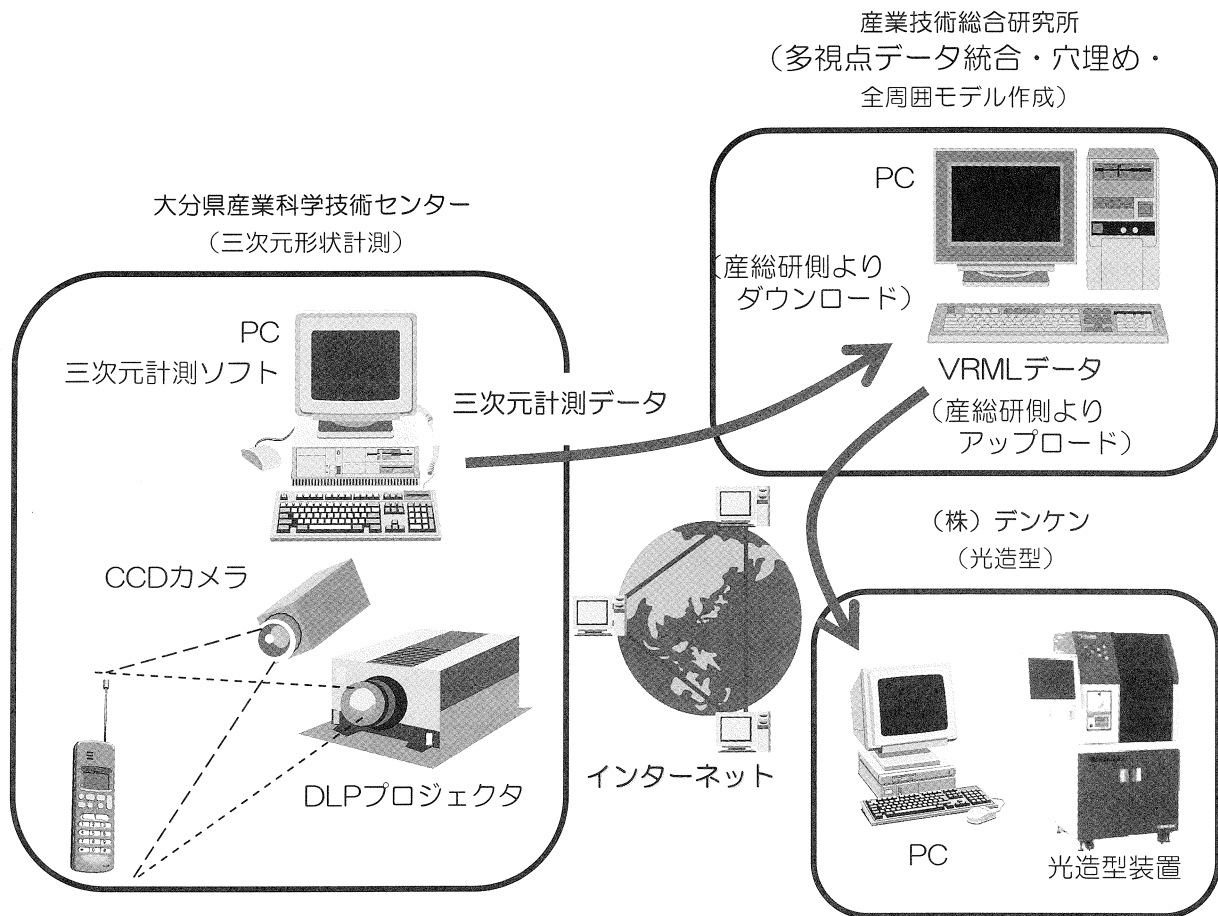 産業技術総合研究所
（多視点データ統合・穴埋め・
全周囲モデル作成）
PC
（産総研側より
ダウンロード）
VRMLデータ
（産総研側より
アップロード）
大分県産業科学技術センター
（三次元形状計測）
PC
三次元計測ソフト
三次元計測データ
CCDカメラ
DLPプロジェクタ
インターネット
（株）デンケン
（光造型）
PC
光造型装置